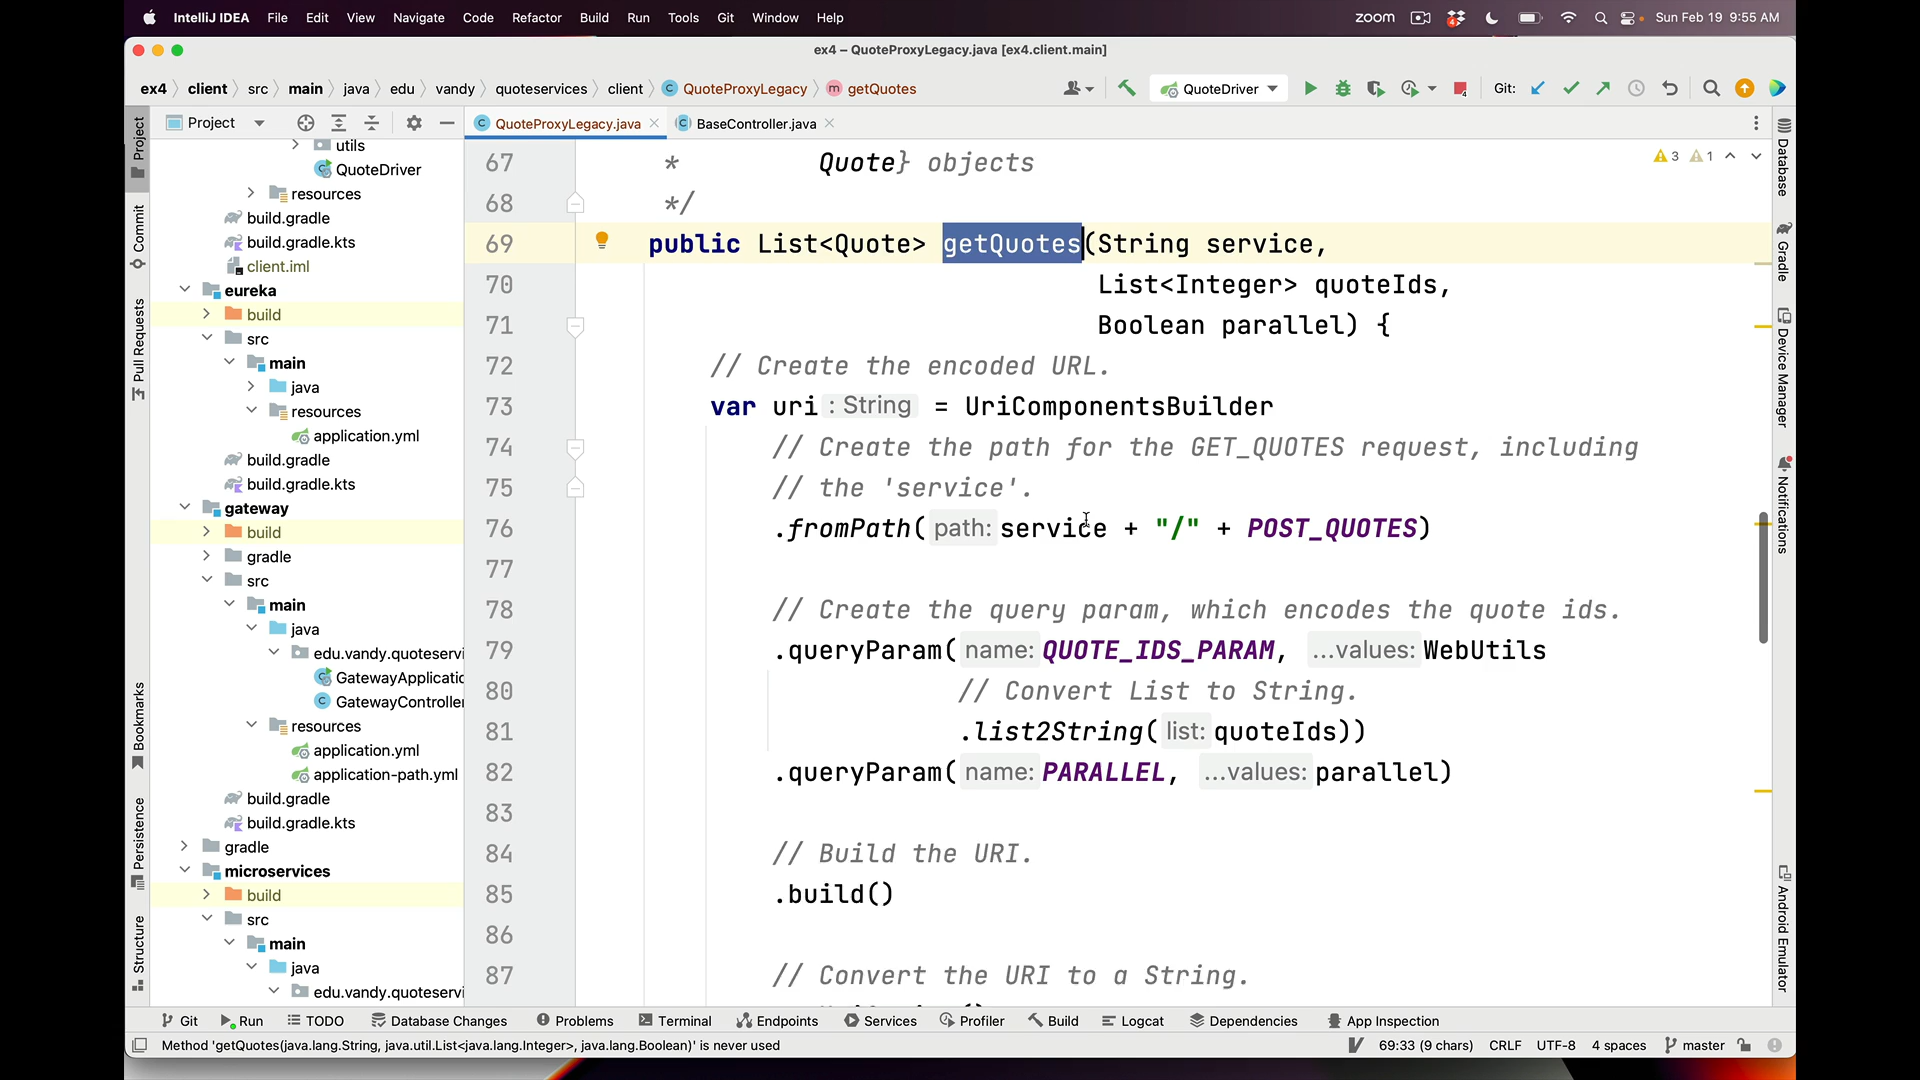 IntelliJ IDEA File Edit View Navigate Code Refactor Build Run Tools Git Window Help zoom 4 Sun Feb 19 9:55 AM
ex4 – QuoteProxyLegacy.java [ex4.client.main]
ex4 client src main java edu vandy quoteservices client QuoteProxyLegacy getQuotes QuoteDriver Git:
Project QuoteProxyLegacy.java BaseController.java
utils
QuoteDriver
resources
build.gradle
build.gradle.kts
client.iml
eureka
build
src
main
java
resources
application.yml
build.gradle
build.gradle.kts
gateway
build
gradle
src
main
java
edu.vandy.quoteservi
GatewayApplicatio
GatewayController
resources
application.yml
application-path.yml
build.gradle
build.gradle.kts
gradle
microservices
build
src
main
java
edu.vandy.quoteservi
Project
Commit
Pull Requests
Bookmarks
Persistence
Structure
3 1
67 * Quote} objects
68 */
69 public List<Quote> getQuotes(String service,
70 List<Integer> quoteIds,
71 Boolean parallel) {
72 // Create the encoded URL.
73 var uri : String = UriComponentsBuilder
74 // Create the path for the GET_QUOTES request, including
75 // the 'service'.
76 .fromPath( path: service + "/" + POST_QUOTES)
77
78 // Create the query param, which encodes the quote ids.
79 .queryParam( name: QUOTE_IDS_PARAM, ...values: WebUtils
80 // Convert List to String.
81 .list2String( list: quoteIds))
82 .queryParam( name: PARALLEL, ...values: parallel)
83
84 // Build the URI.
85 .build()
86
87 // Convert the URI to a String.
Database
Gradle
Device Manager
Notifications
Android Emulator
Git Run TODO Database Changes Problems Terminal Endpoints Services Profiler Build Logcat Dependencies App Inspection
Method 'getQuotes(java.lang.String, java.util.List<java.lang.Integer>, java.lang.Boolean)' is never used 69:33 (9 chars) CRLF UTF-8 4 spaces master